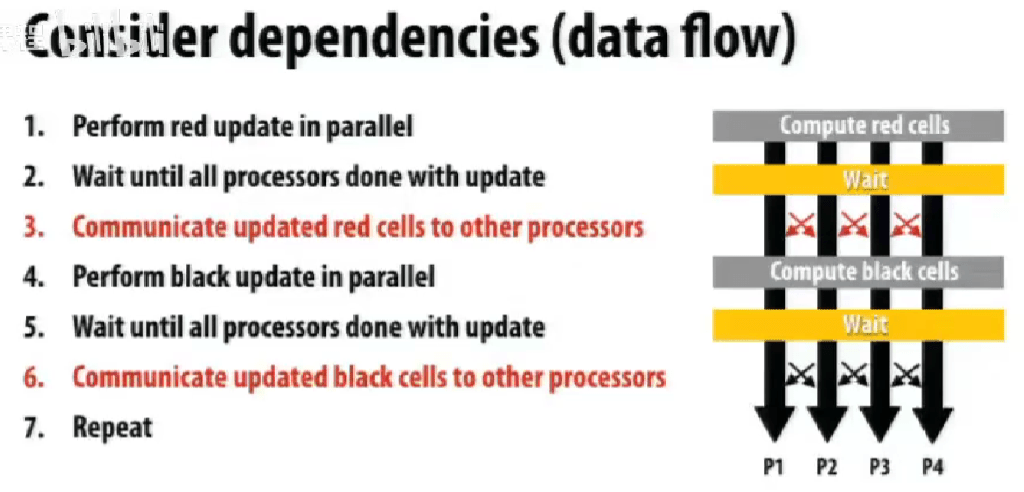 Consider dependencies (data flow)
1. Perform red update in parallel
2. Wait until all processors done with update
3. Communicate updated red cells to other processors
4. Perform black update in parallel
5. Wait until all processors done with update
6. Communicate updated black cells to other processors
7. Repeat
Compute red cells
Wait
Compute black cells
Wait
P1 P2 P3 P4